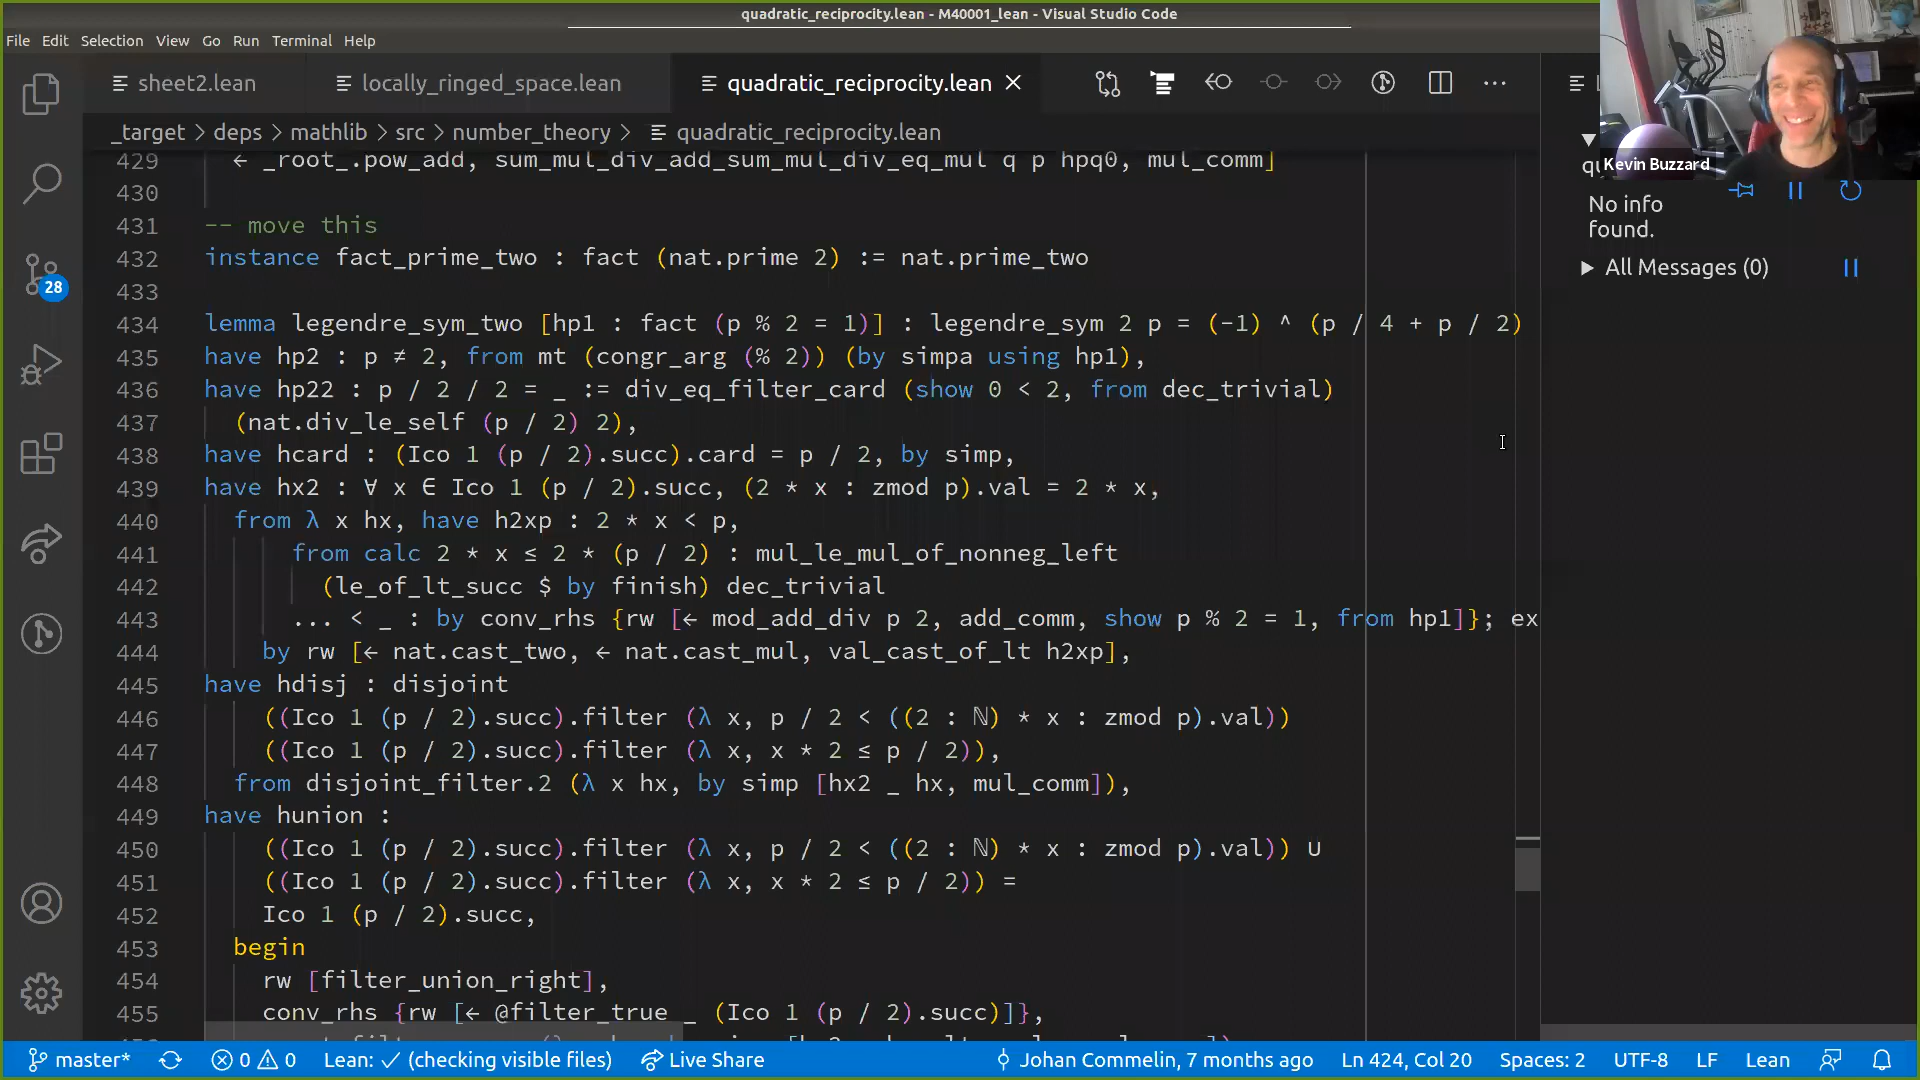 quadratic_reciprocity.lean - M40001_lean - Visual Studio Code
File Edit Selection View Go Run Terminal Help
sheet2.lean locally_ringed_space.lean quadratic_reciprocity.lean
_target > deps > mathlib > src > number_theory > quadratic_reciprocity.lean
429 ← _root_.pow_add, sum_mul_div_add_sum_mul_div_eq_mul q p hpq0, mul_comm]
430
431 -- move this
432 instance fact_prime_two : fact (nat.prime 2) := nat.prime_two
433
434 lemma legendre_sym_two [hp1 : fact (p % 2 = 1)] : legendre_sym 2 p = (-1) ^ (p / 4 + p / 2)
435 have hp2 : p ≠ 2, from mt (congr_arg (% 2)) (by simpa using hp1),
436 have hp22 : p / 2 / 2 = _ := div_eq_filter_card (show 0 < 2, from dec_trivial)
437 (nat.div_le_self (p / 2) 2),
438 have hcard : (Ico 1 (p / 2).succ).card = p / 2, by simp,
439 have hx2 : ∀ x ∈ Ico 1 (p / 2).succ, (2 * x : zmod p).val = 2 * x,
440 from λ x hx, have h2xp : 2 * x < p,
441 from calc 2 * x ≤ 2 * (p / 2) : mul_le_mul_of_nonneg_left
442 (le_of_lt_succ $ by finish) dec_trivial
443 ... < _ : by conv_rhs {rw [← mod_add_div p 2, add_comm, show p % 2 = 1, from hp1]}; ex
444 by rw [← nat.cast_two, ← nat.cast_mul, val_cast_of_lt h2xp],
445 have hdisj : disjoint
446 ((Ico 1 (p / 2).succ).filter (λ x, p / 2 < ((2 : ℕ) * x : zmod p).val))
447 ((Ico 1 (p / 2).succ).filter (λ x, x * 2 ≤ p / 2)),
448 from disjoint_filter.2 (λ x hx, by simp [hx2 _ hx, mul_comm]),
449 have hunion :
450 ((Ico 1 (p / 2).succ).filter (λ x, p / 2 < ((2 : ℕ) * x : zmod p).val)) ∪
451 ((Ico 1 (p / 2).succ).filter (λ x, x * 2 ≤ p / 2)) =
452 Ico 1 (p / 2).succ,
453 begin
454 rw [filter_union_right],
455 conv_rhs {rw [← @filter_true _ (Ico 1 (p / 2).succ)]},
Kevin Buzzard
No info
found.
All Messages (0)
28
master* 0 0 Lean: ✓ (checking visible files) Live Share Johan Commelin, 7 months ago Ln 424, Col 20 Spaces: 2 UTF-8 LF Lean